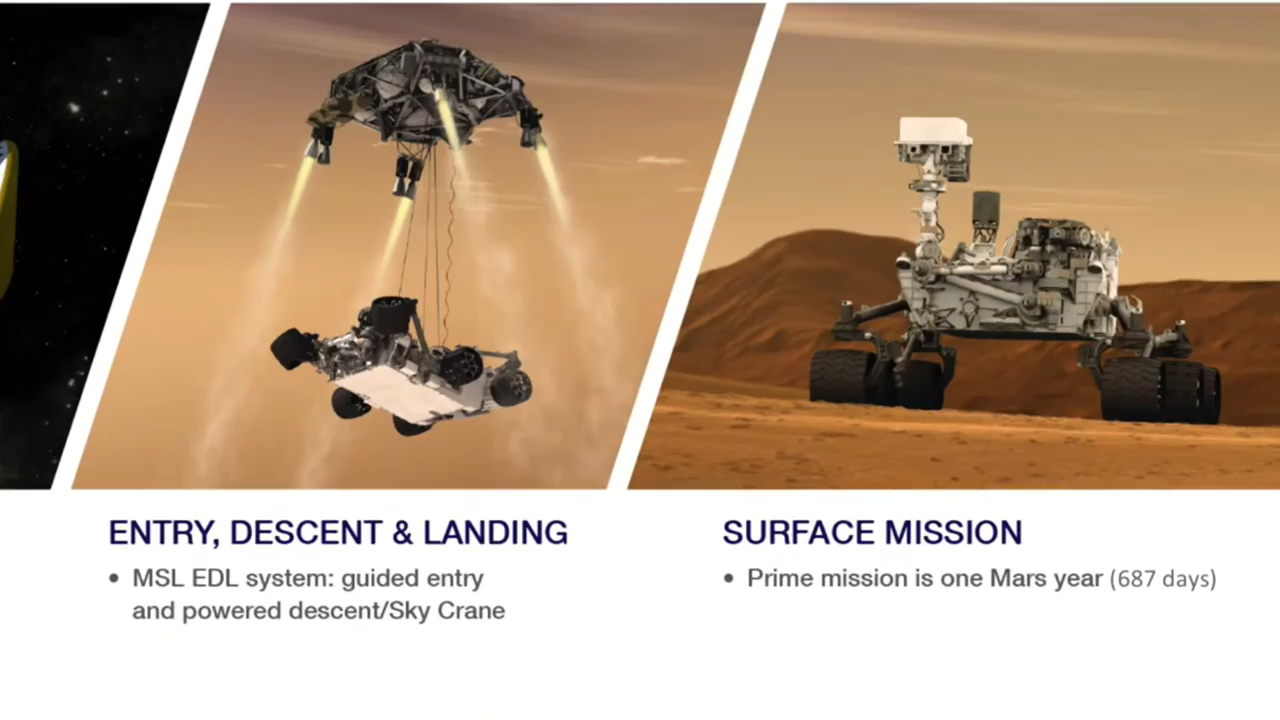 ENTRY, DESCENT & LANDING
• MSL EDL system: guided entry
and powered descent/Sky Crane
SURFACE MISSION
• Prime mission is one Mars year (687 days)